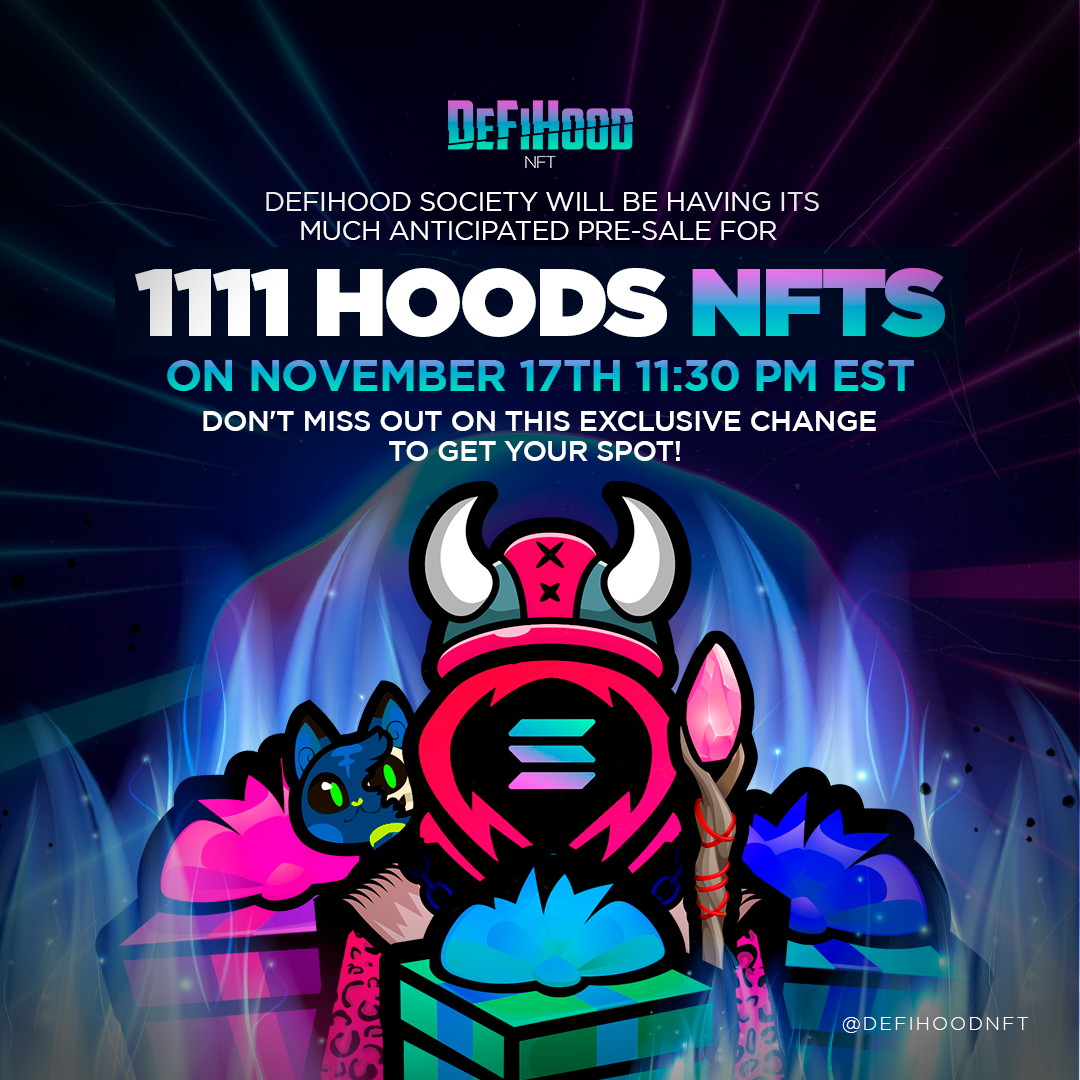 DEFIHOOD
NFT
DEFIHOOD SOCIETY WILL BE HAVING ITS
MUCH ANTICIPATED PRE-SALE FOR
1111 HOODS NFTS
ON NOVEMBER 17TH 11:30 PM EST
DON'T MISS OUT ON THIS EXCLUSIVE CHANGE
TO GET YOUR SPOT!
@DEFIHOODNFT